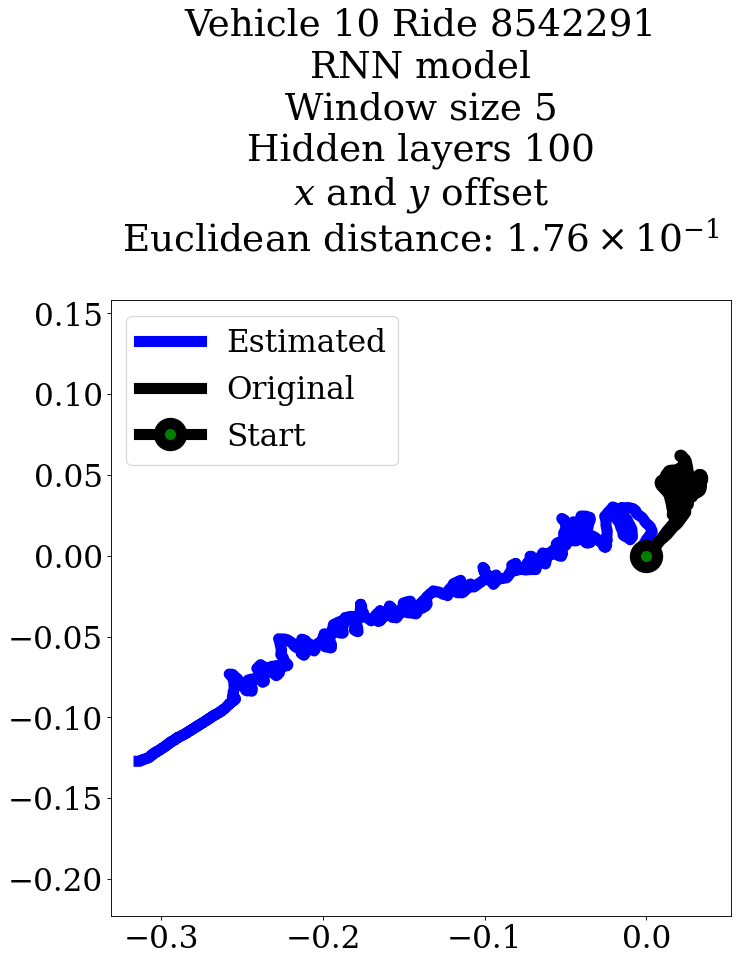 Vehicle 10 Ride 8542291
RNN model
Window size 5
Hidden layers 100
x and y offset
Euclidean distance: 1.76 × 10⁻¹
Estimated
Original
Start
0.15
0.10
0.05
0.00
−0.05
−0.10
−0.15
−0.20
−0.3
−0.2
−0.1
0.0